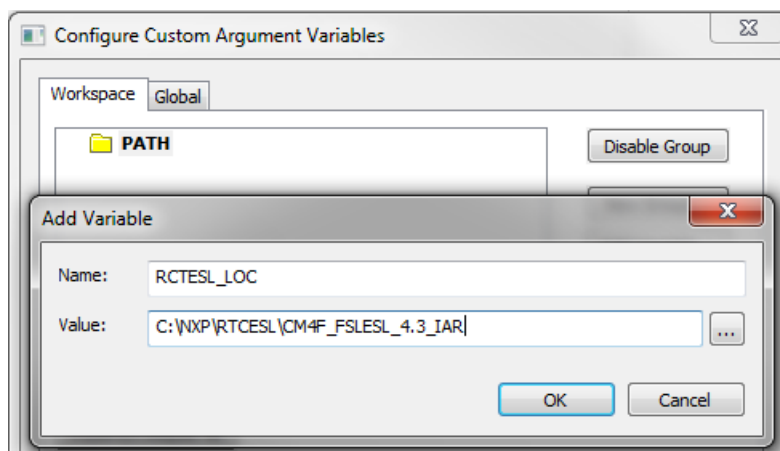 Configure Custom Argument Variables
Workspace Global
PATH
Disable Group
Add Variable
Name: RCTESL_LOC
Value: C:\NXP\RTCESL\CM4F_FSLESL_4.3_IAR ...
OK Cancel